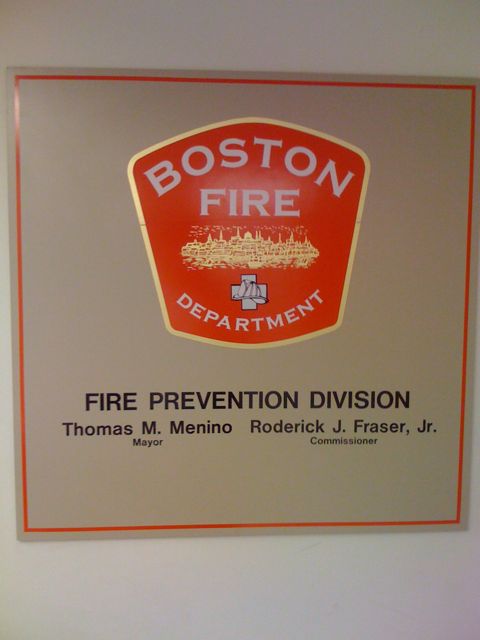 BOSTON
FIRE
DEPARTMENT
FIRE PREVENTION DIVISION
Thomas M. Menino Roderick J. Fraser, Jr.
Mayor Commissioner